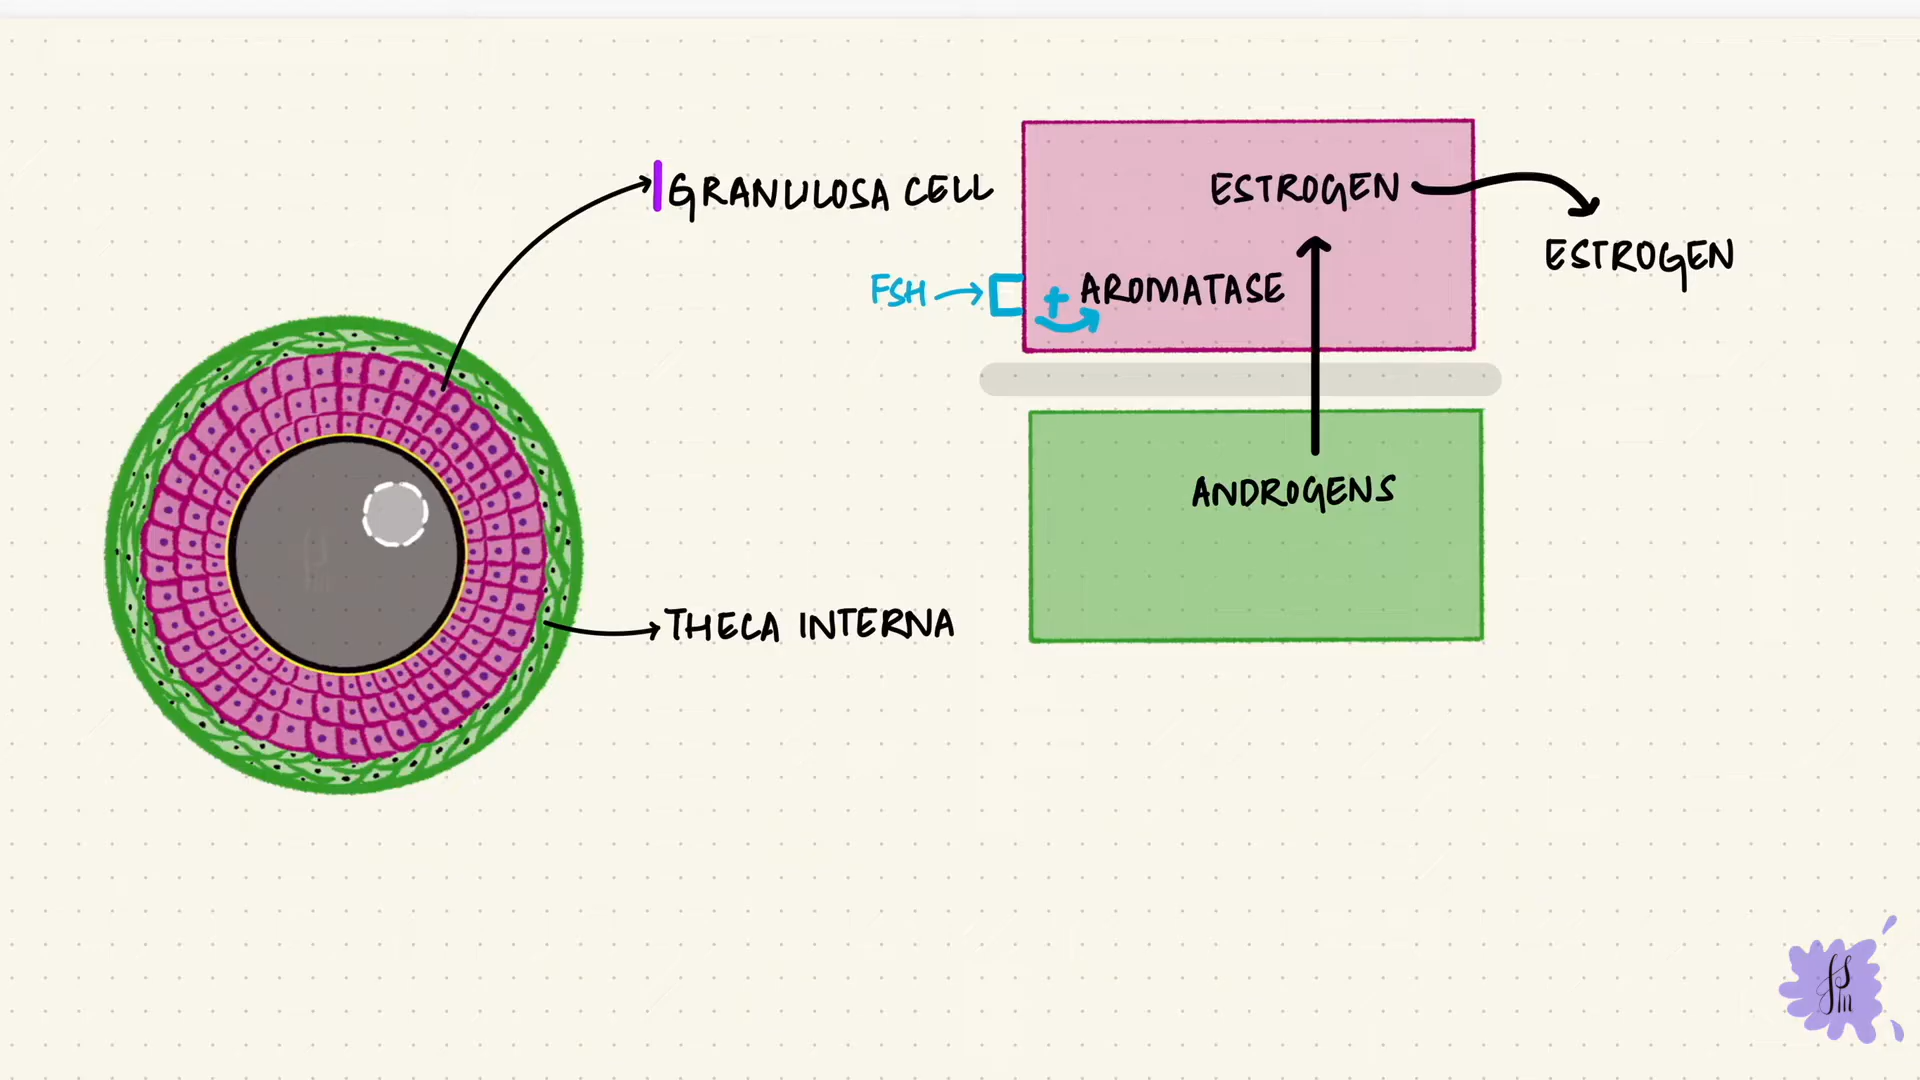 GRANULOSA CELL
ESTROGEN
ESTROGEN
FSH
+ AROMATASE
ANDROGENS
THECA INTERNA